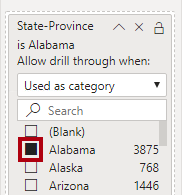 State-Province
is Alabama
Allow drill through when:
Used as category
Search
(Blank)
Alabama 3875
Alaska 768
Arizona 1446